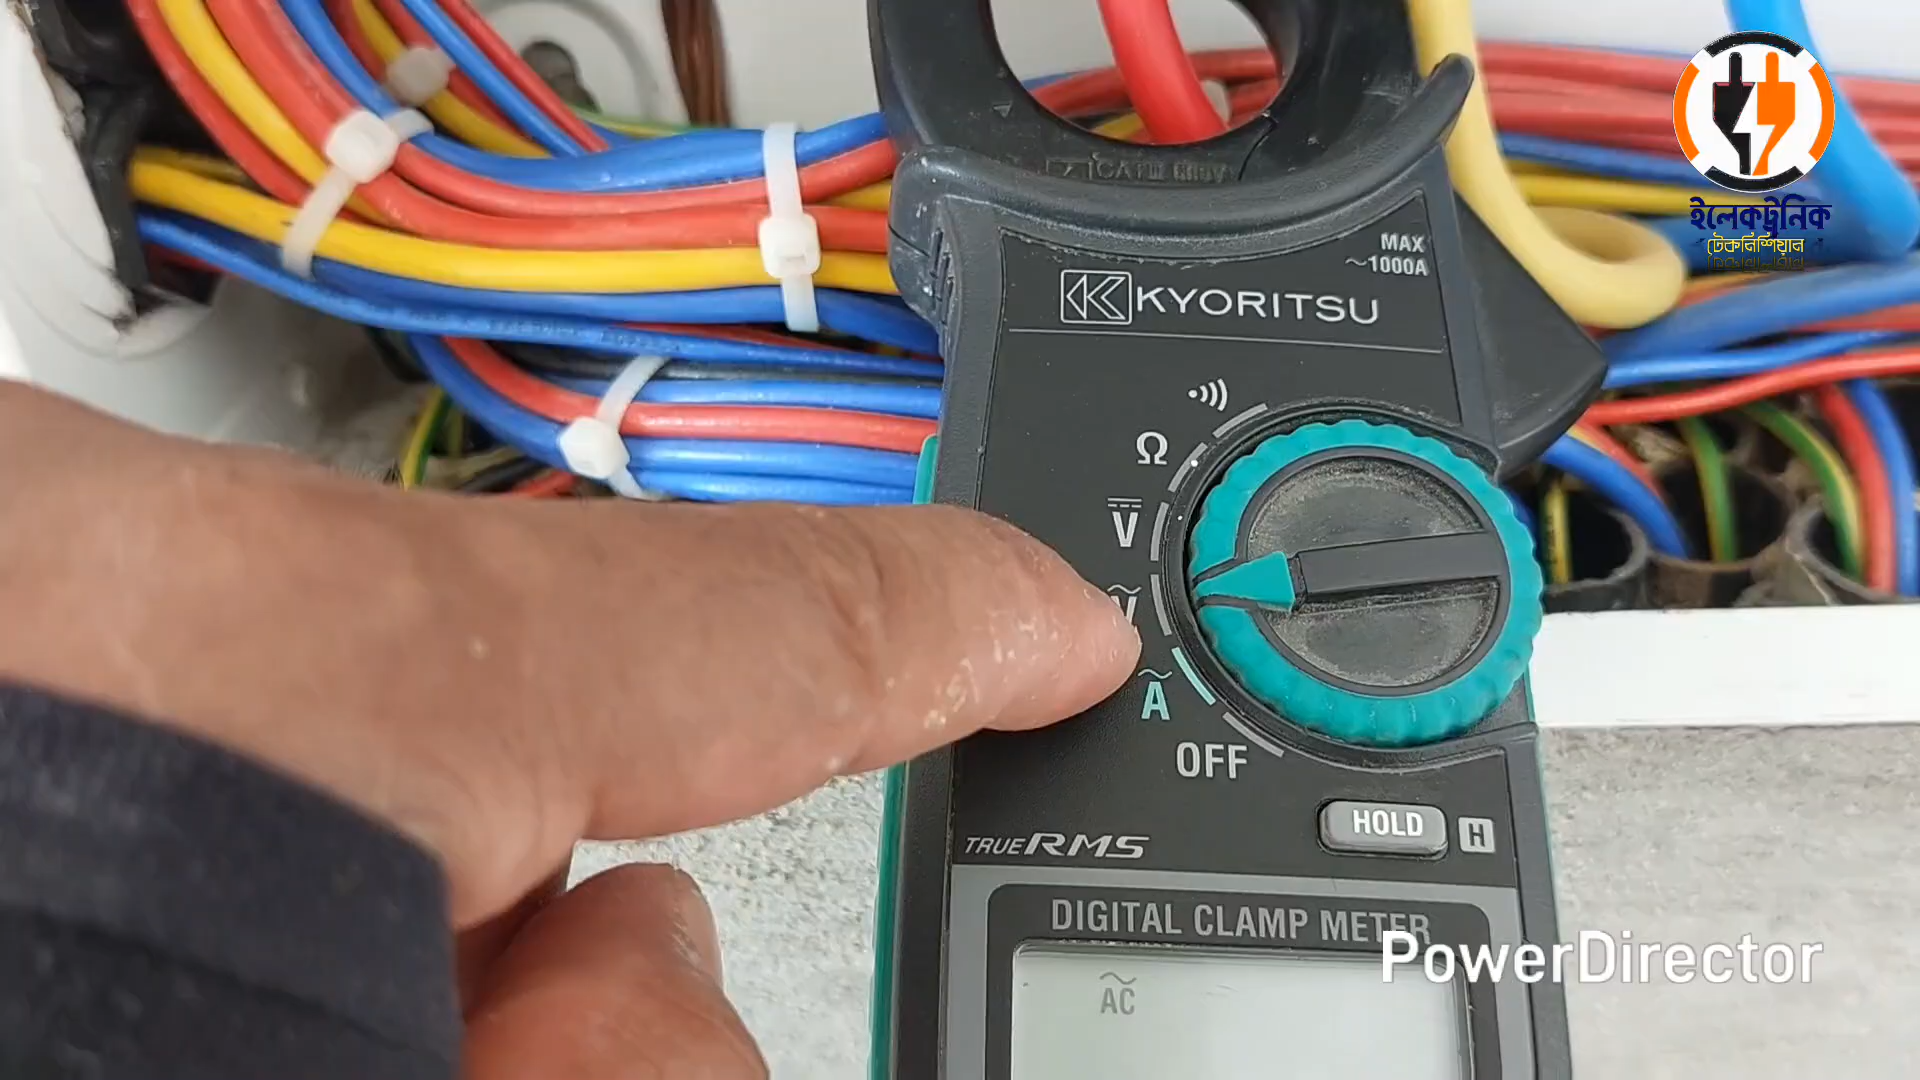 ইলেকট্রনিক
টেকনিশিয়ান
MAX
~1000A
KYORITSU
Ω
V
V
A
OFF
HOLD H
TRUE RMS
DIGITAL CLAMP METER
PowerDirector
AC